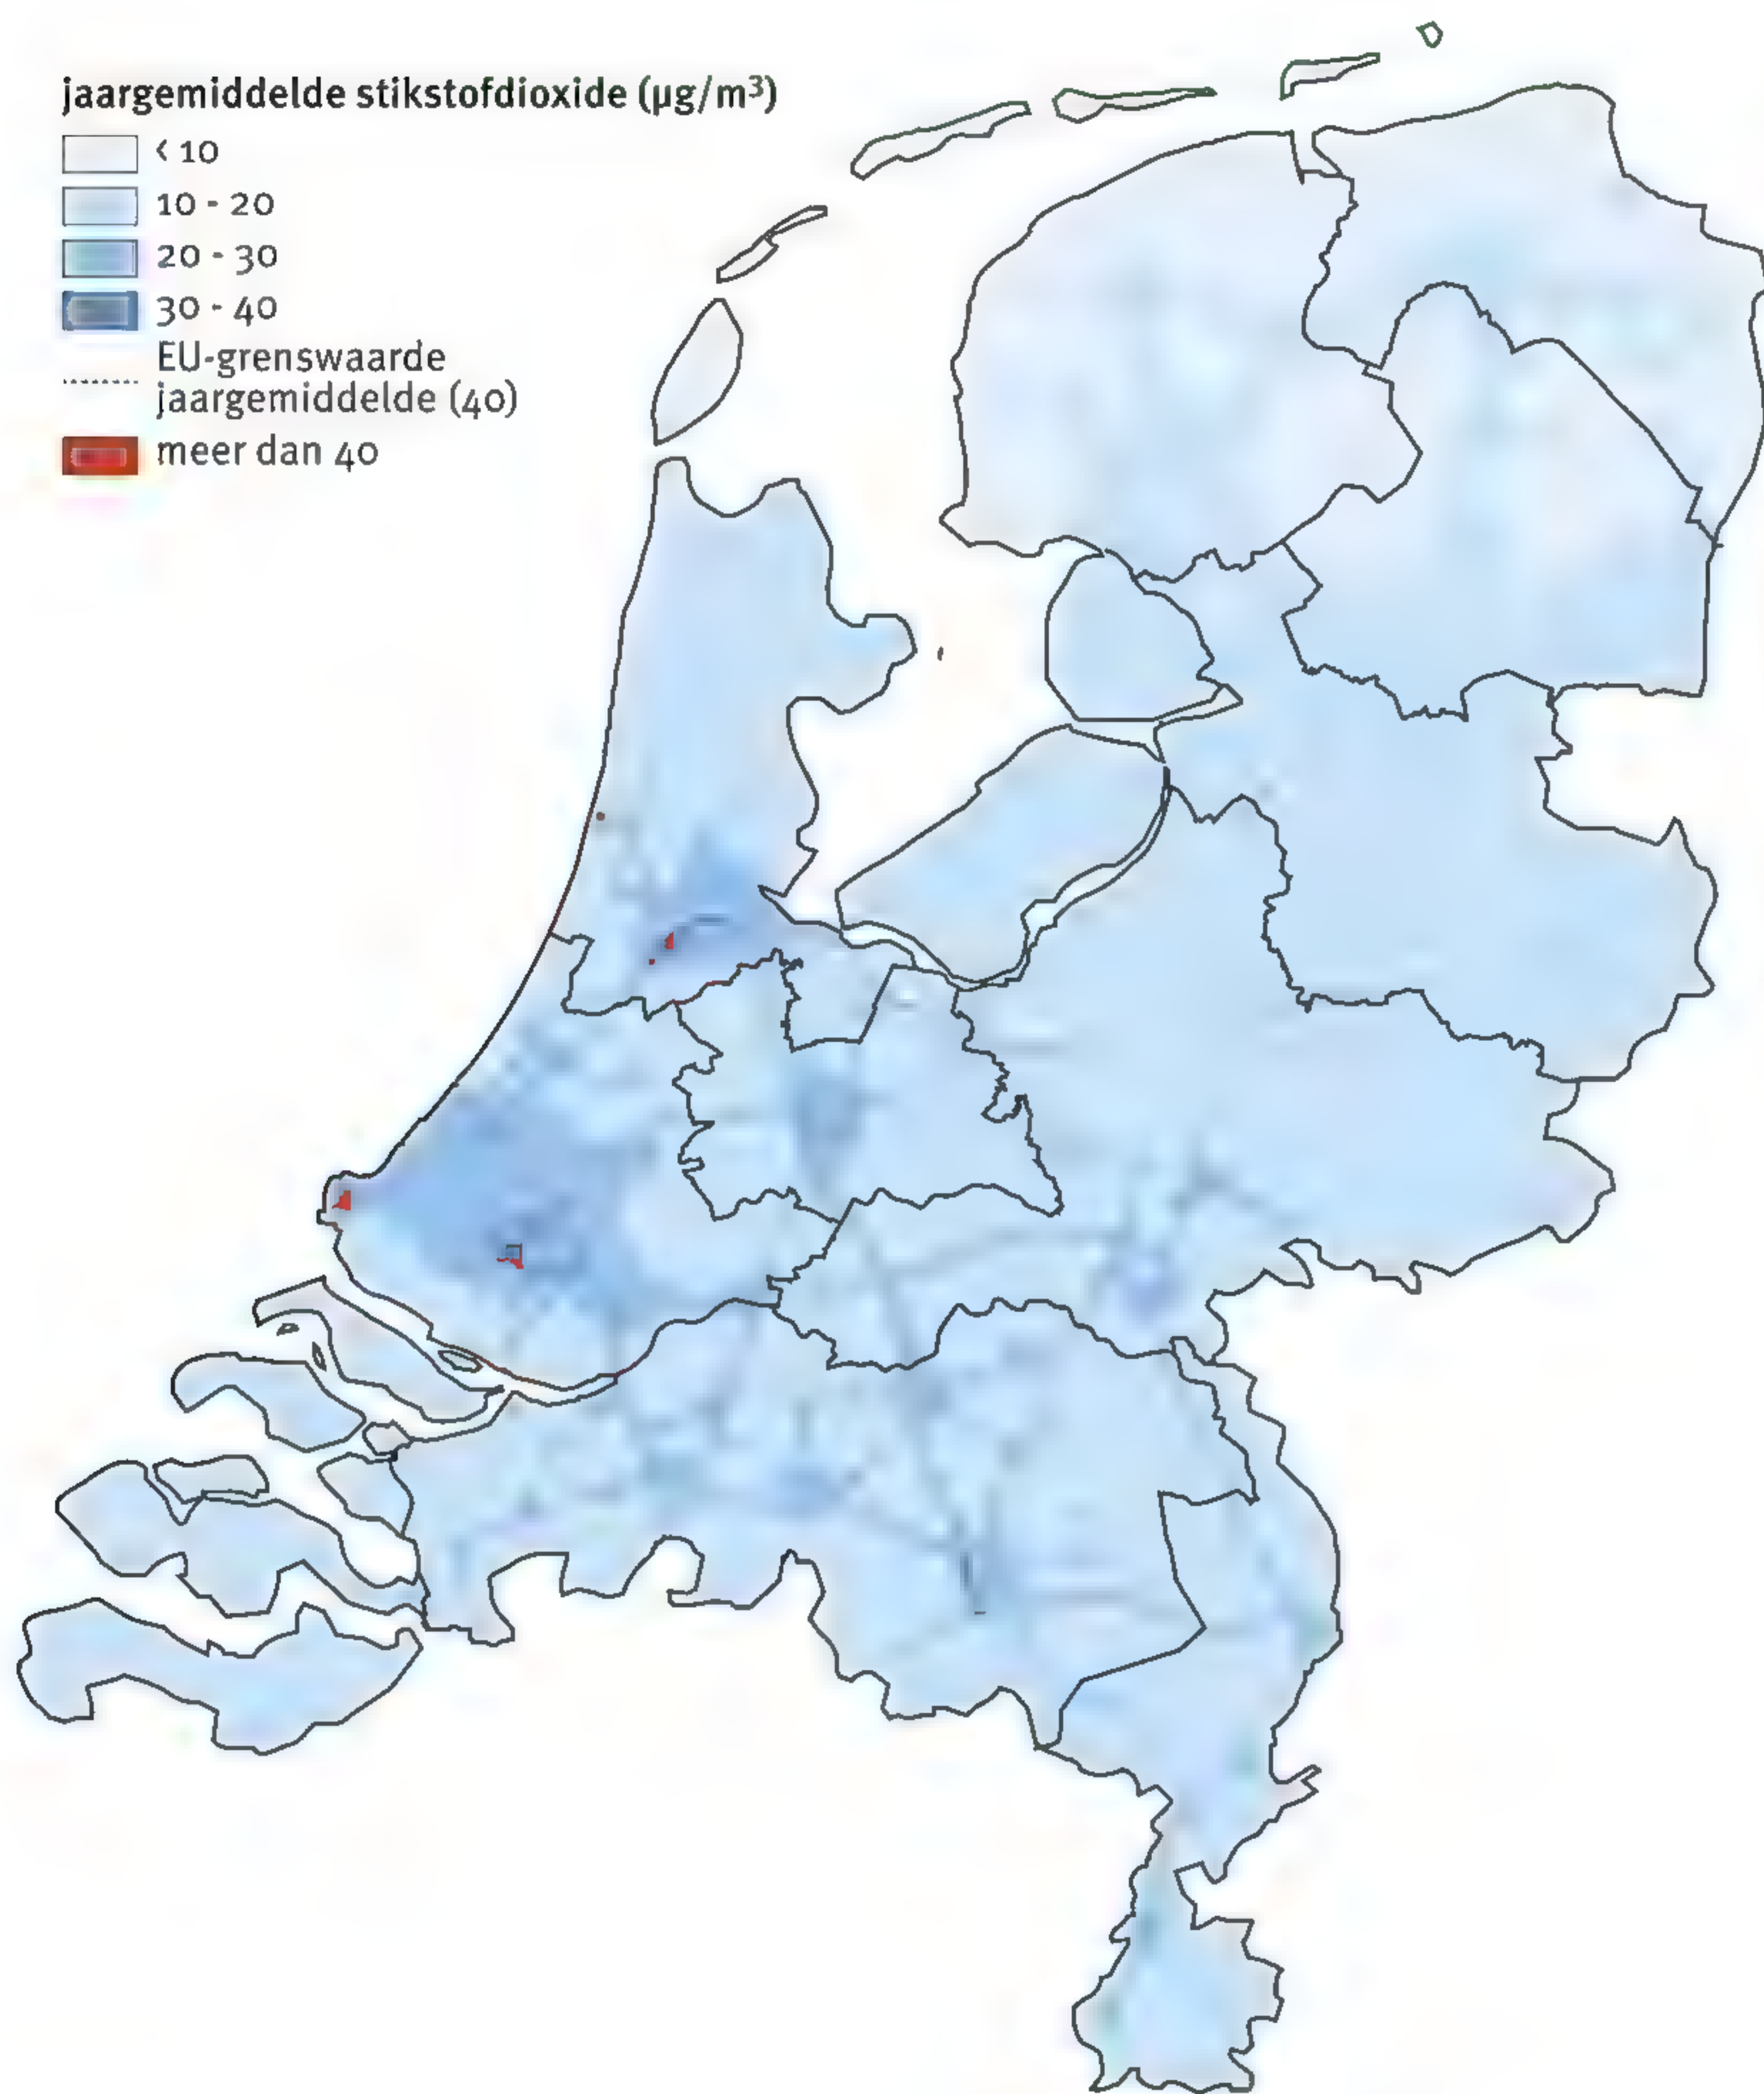 jaargemiddelde stikstofdioxide (µg/m³)
< 10
10 - 20
20 - 30
30 - 40
EU-grenswaarde
jaargemiddelde (40)
meer dan 40